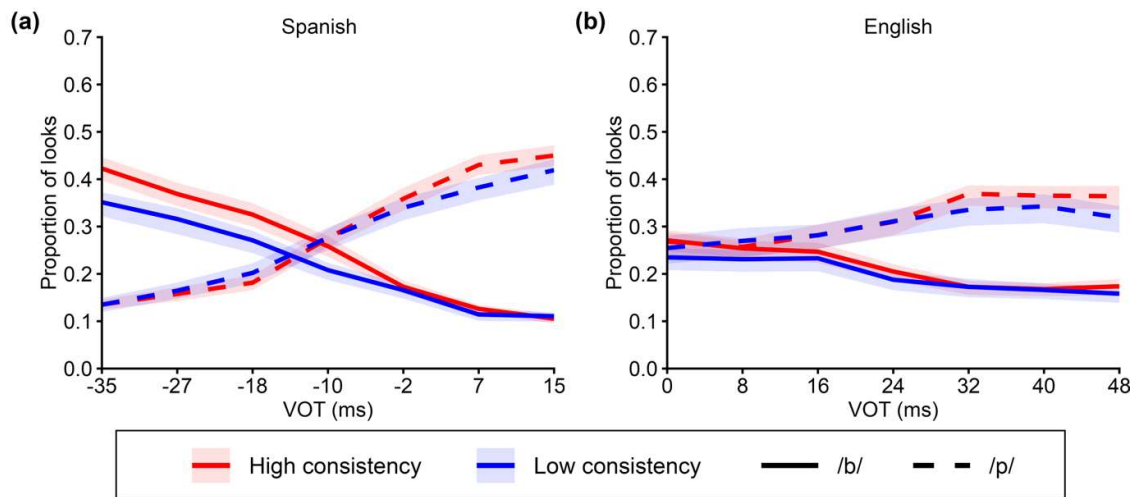 (a) Spanish
Proportion of looks
0.7
0.6
0.5
0.4
0.3
0.2
0.1
0.0
-35 -27 -18 -10 -2 7 15
VOT (ms)
(b) English
Proportion of looks
0.7
0.6
0.5
0.4
0.3
0.2
0.1
0.0
0 8 16 24 32 40 48
VOT (ms)
High consistency Low consistency /b/ /p/